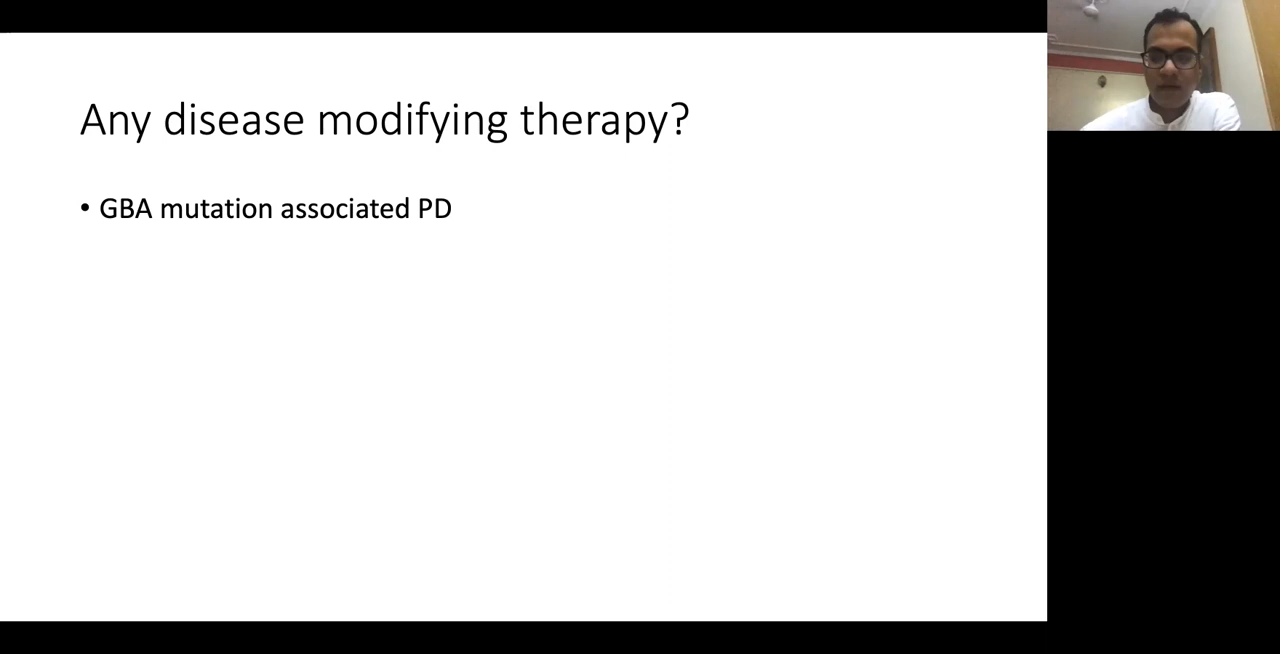 Any disease modifying therapy?
• GBA mutation associated PD